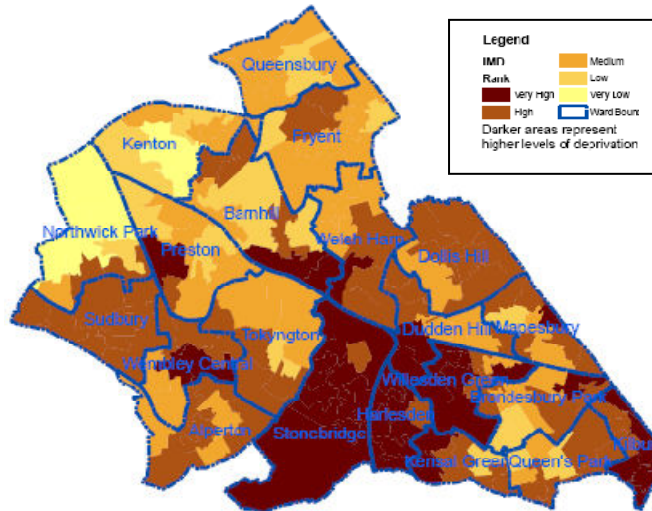 Legend
IMD
Rank
Very High
High
Medium
Low
Very Low
Ward Bound
Darker areas represent
higher levels of deprivation
Queensbury
Fryent
Kenton
Barnhill
Northwick Park
Preston
Welsh Harp
Dollis Hill
Sudbury
Tokyngton
Dudden Hill
Mapesbury
Wembley Central
Willesden Green
Brondesbury Park
Harlesden
Alperton
Stonebridge
Kensal Green
Queen's Park
Kilbu